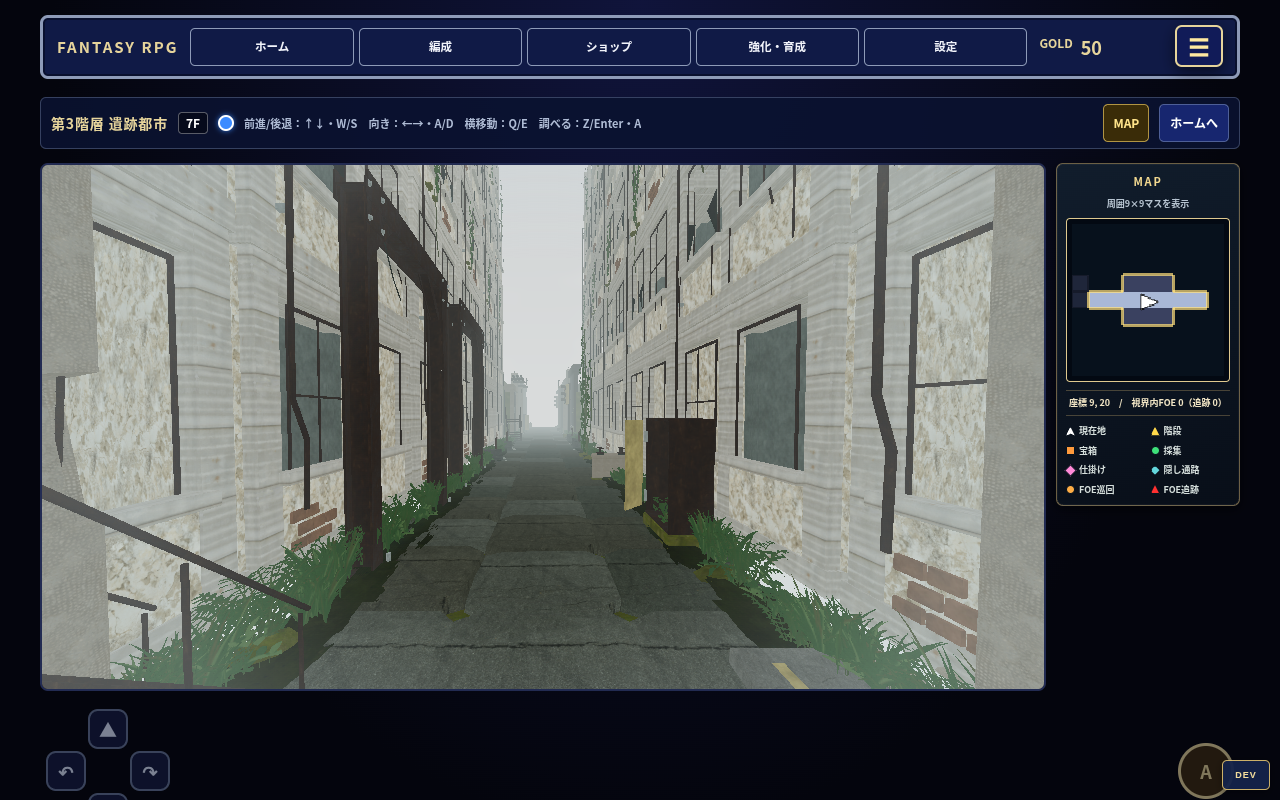 FANTASY RPG
ホーム
編成
ショップ
強化・育成
設定
GOLD 50
第3階層 遺跡都市
7F
前進/後退：↑↓・W/S　向き：←→・A/D　横移動：Q/E　調べる：Z/Enter・A
MAP
ホームへ
MAP
周囲9×9マスを表示
座標 9, 20　/　視界内FOE 0（追跡 0）
現在地
階段
宝箱
採集
仕掛け
隠し通路
FOE巡回
FOE追跡
A
DEV